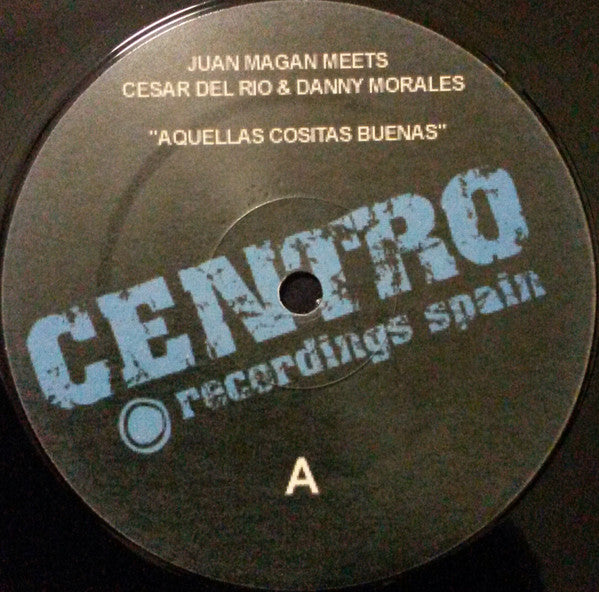 JUAN MAGAN MEETS
CESAR DEL RIO & DANNY MORALES
"AQUELLAS COSITAS BUENAS"
CENTRO
recordings spain
A